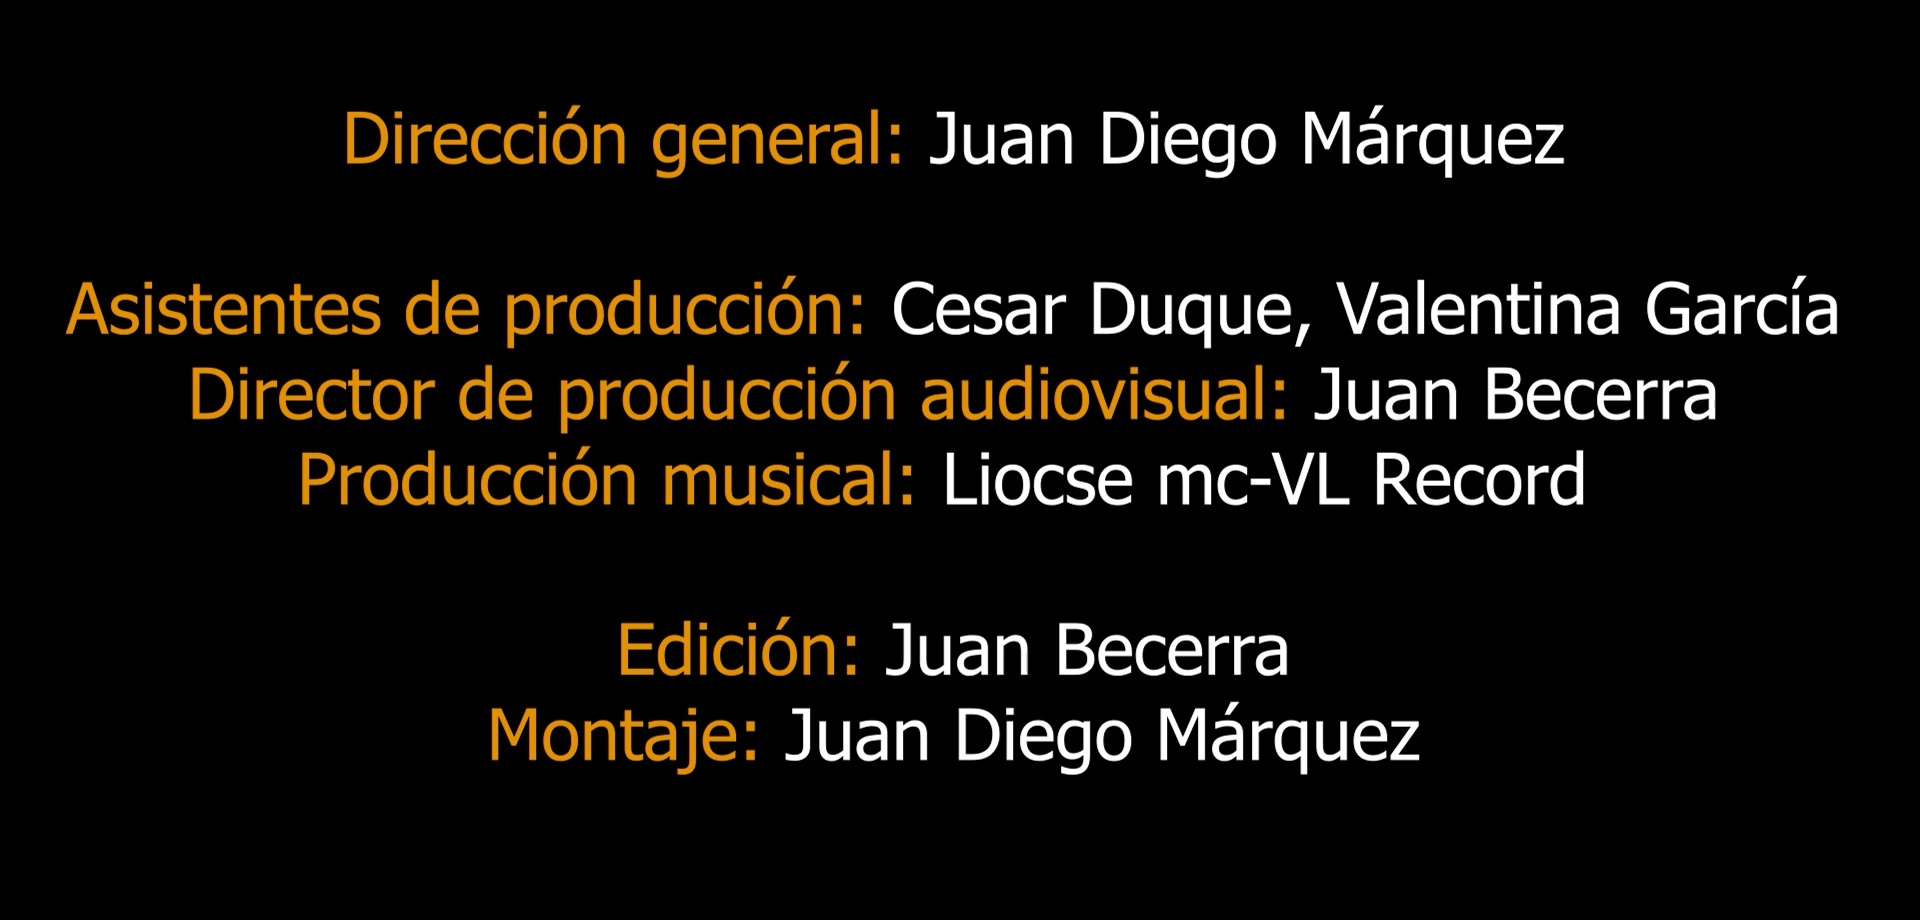 Dirección general: Juan Diego Márquez
Asistentes de producción: Cesar Duque, Valentina García
Director de producción audiovisual: Juan Becerra
Producción musical: Liocse mc-VL Record
Edición: Juan Becerra
Montaje: Juan Diego Márquez